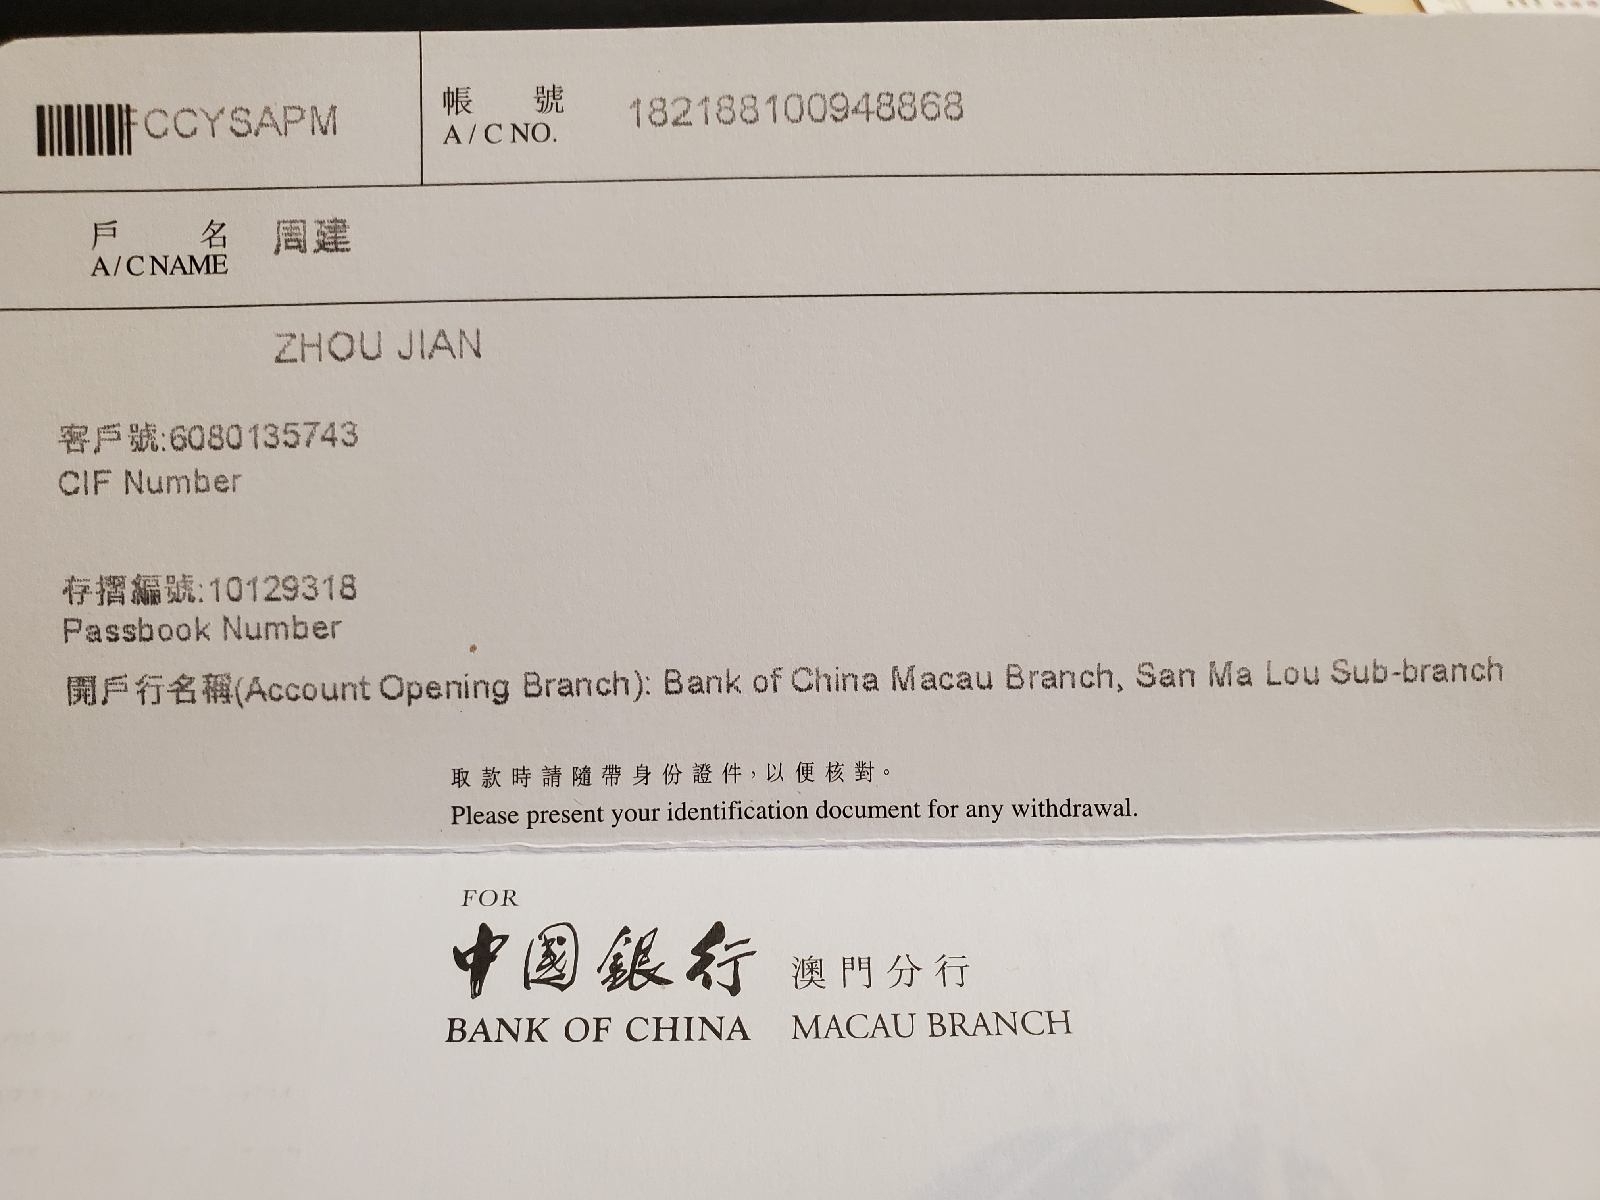 FCCYSAPM
帳 號 182188100948868
A/C NO.
戶 名 周建
A/C NAME
ZHOU JIAN
客戶號:6080135743
CIF Number
存摺編號:10129318
Passbook Number
開戶行名稱(Account Opening Branch): Bank of China Macau Branch, San Ma Lou Sub-branch
取款時請隨帶身份證件，以便核對。
Please present your identification document for any withdrawal.
FOR
中國銀行 澳門分行
BANK OF CHINA MACAU BRANCH